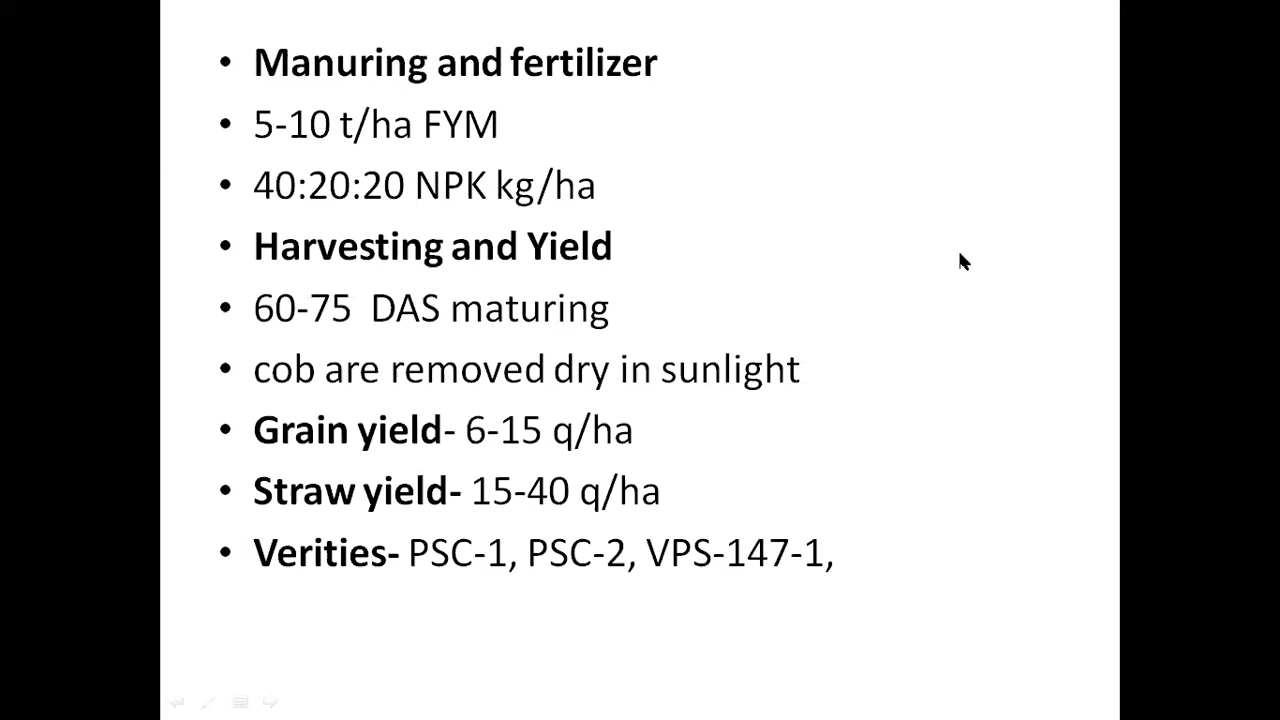 • Manuring and fertilizer
• 5-10 t/ha FYM
• 40:20:20 NPK kg/ha
• Harvesting and Yield
• 60-75 DAS maturing
• cob are removed dry in sunlight
• Grain yield- 6-15 q/ha
• Straw yield- 15-40 q/ha
• Verities- PSC-1, PSC-2, VPS-147-1,